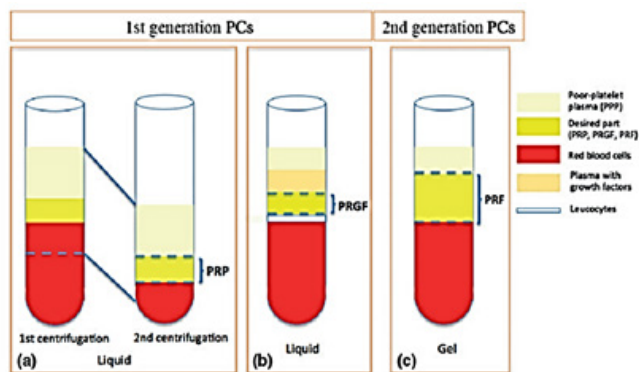 1st generation PCs
2nd generation PCs
PRP
1st centrifugation
2nd centrifugation
(a)
Liquid
PRGF
(b)
Liquid
PRF
(c)
Gel
Poor-platelet
plasma (PPP)
Desired part
(PRP, PRGF, PRF)
Red blood cells
Plasma with
growth factors
Leucocytes